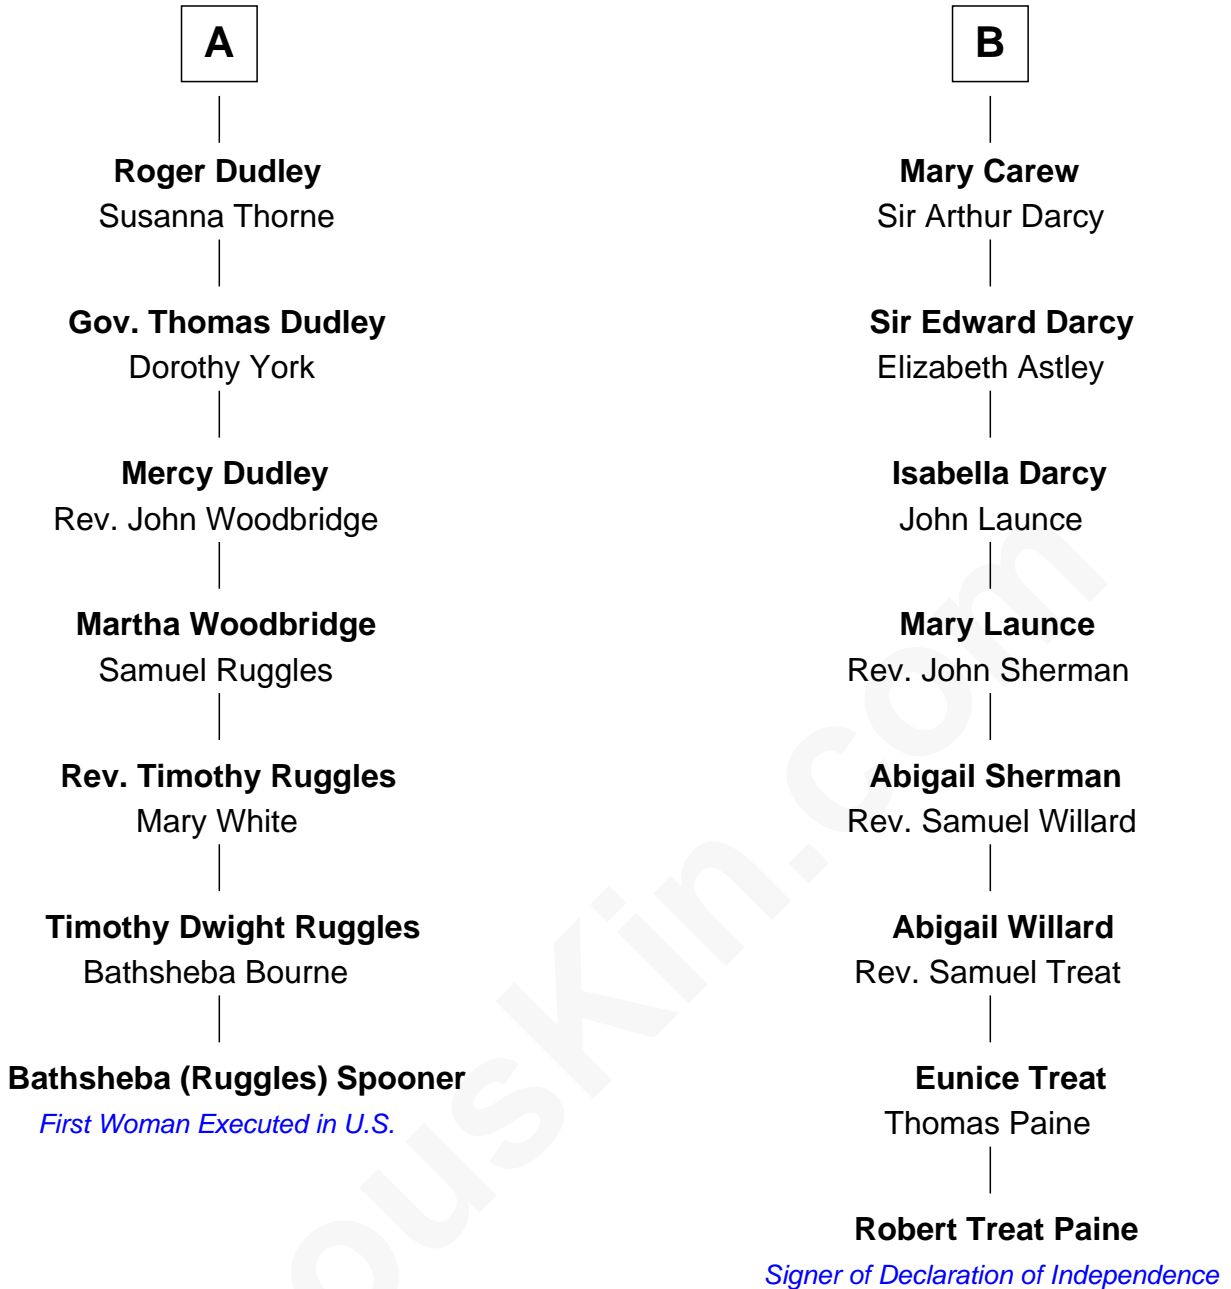 A
Roger Dudley
Susanna Thorne
Gov. Thomas Dudley
Dorothy York
Mercy Dudley
Rev. John Woodbridge
Martha Woodbridge
Samuel Ruggles
Rev. Timothy Ruggles
Mary White
Timothy Dwight Ruggles
Bathsheba Bourne
Bathsheba (Ruggles) Spooner
First Woman Executed in U.S.
B
Mary Carew
Sir Arthur Darcy
Sir Edward Darcy
Elizabeth Astley
Isabella Darcy
John Launce
Mary Launce
Rev. John Sherman
Abigail Sherman
Rev. Samuel Willard
Abigail Willard
Rev. Samuel Treat
Eunice Treat
Thomas Paine
Robert Treat Paine
Signer of Declaration of Independence
ousKin.com